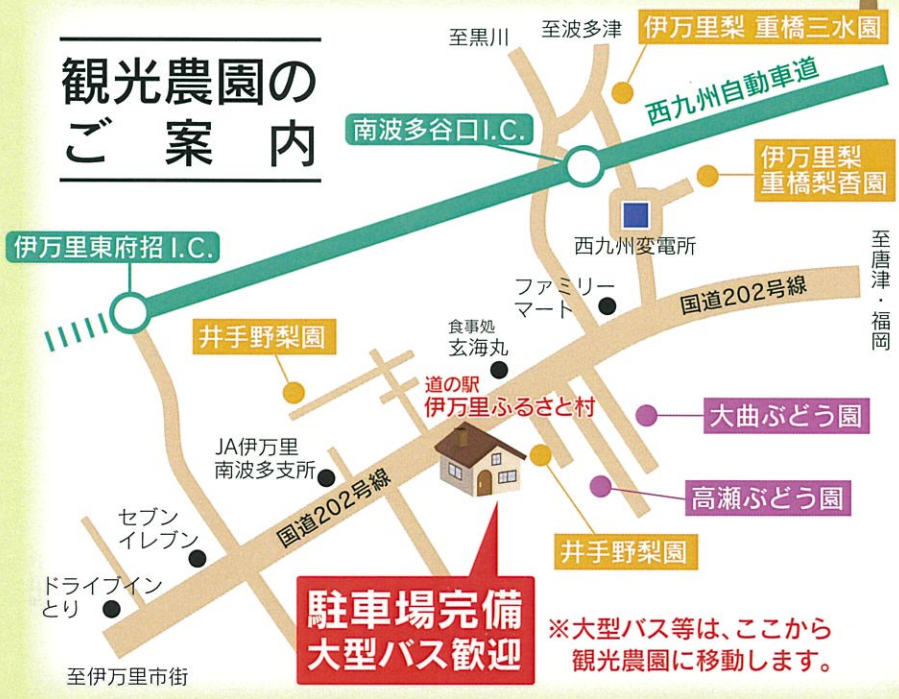 観光農園の
ご案内
至黒川
至波多津
伊万里梨 重橋三水園
西九州自動車道
南波多谷口I.C.
伊万里梨
重橋梨香園
伊万里東府招I.C.
西九州変電所
至唐津・福岡
ファミリー
マート
国道202号線
井手野梨園
食事処
玄海丸
道の駅
伊万里ふるさと村
大曲ぶどう園
JA伊万里
南波多支所
高瀬ぶどう園
国道202号線
セブン
イレブン
井手野梨園
ドライブイン
とり
駐車場完備
大型バス歓迎
※大型バス等は、ここから
観光農園に移動します。
至伊万里市街